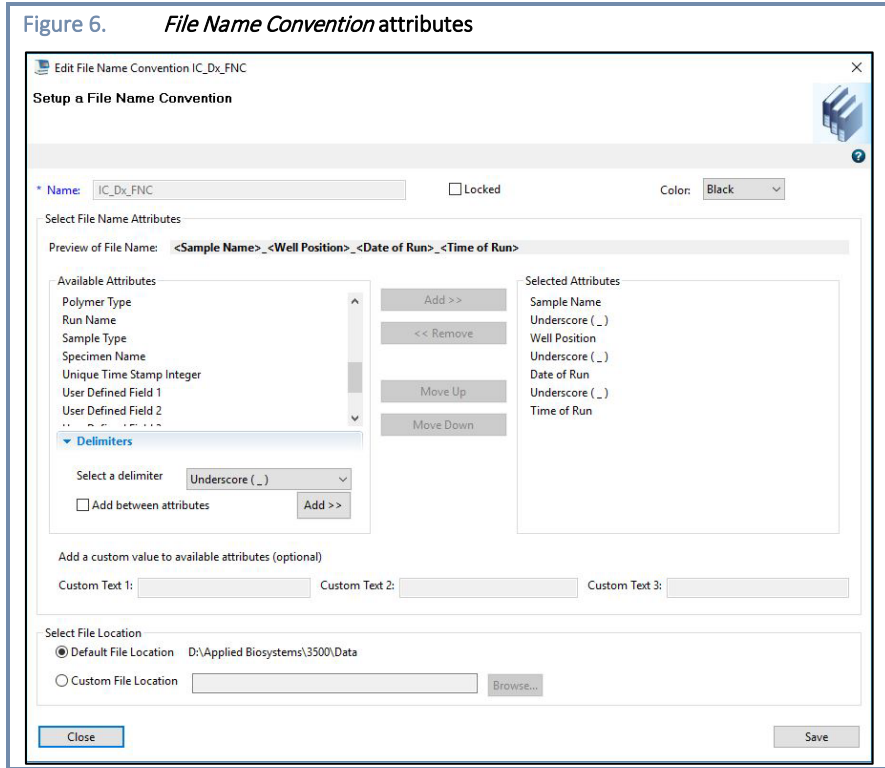 Figure 6. File Name Convention attributes
Edit File Name Convention IC_Dx_FNC
Setup a File Name Convention
* Name: IC_Dx_FNC Locked Color: Black
Select File Name Attributes
Preview of File Name: <Sample Name>_<Well Position>_<Date of Run>_<Time of Run>
Available Attributes
Polymer Type
Run Name
Sample Type
Specimen Name
Unique Time Stamp Integer
User Defined Field 1
User Defined Field 2
Delimiters
Select a delimiter Underscore ( _ )
Add between attributes Add >>
Add >>
<< Remove
Move Up
Move Down
Selected Attributes
Sample Name
Underscore ( _ )
Well Position
Underscore ( _ )
Date of Run
Underscore ( _ )
Time of Run
Add a custom value to available attributes (optional)
Custom Text 1: Custom Text 2: Custom Text 3:
Select File Location
Default File Location D:\Applied Biosystems\3500\Data
Custom File Location Browse...
Close Save